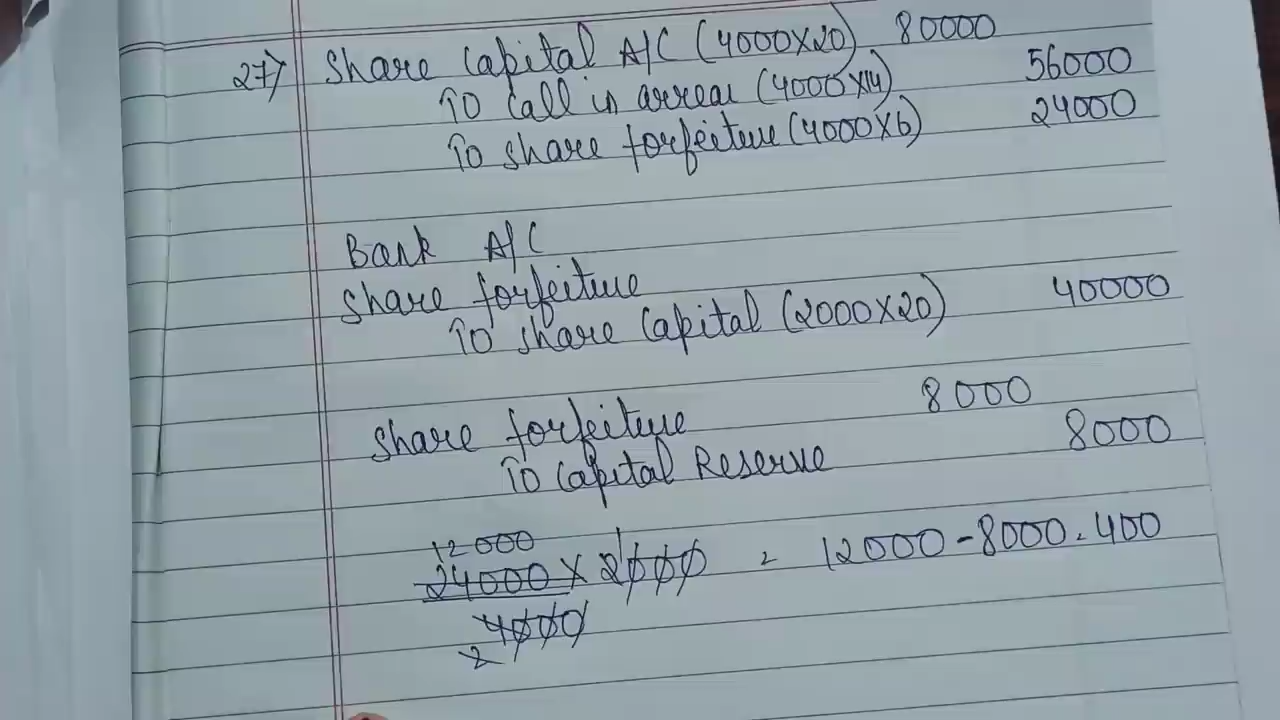 27) Share Capital A/C (4000X20) 80000
To Call in arrear (4000X14) 56000
To share forfeiture (4000X6) 24000
Bank A/C
Share forfeiture
To Share Capital (2000X20) 40000
Share forfeiture 8000
To Capital Reserve 8000
12000
24000 X 2000 = 12000-8000=400
4000
2